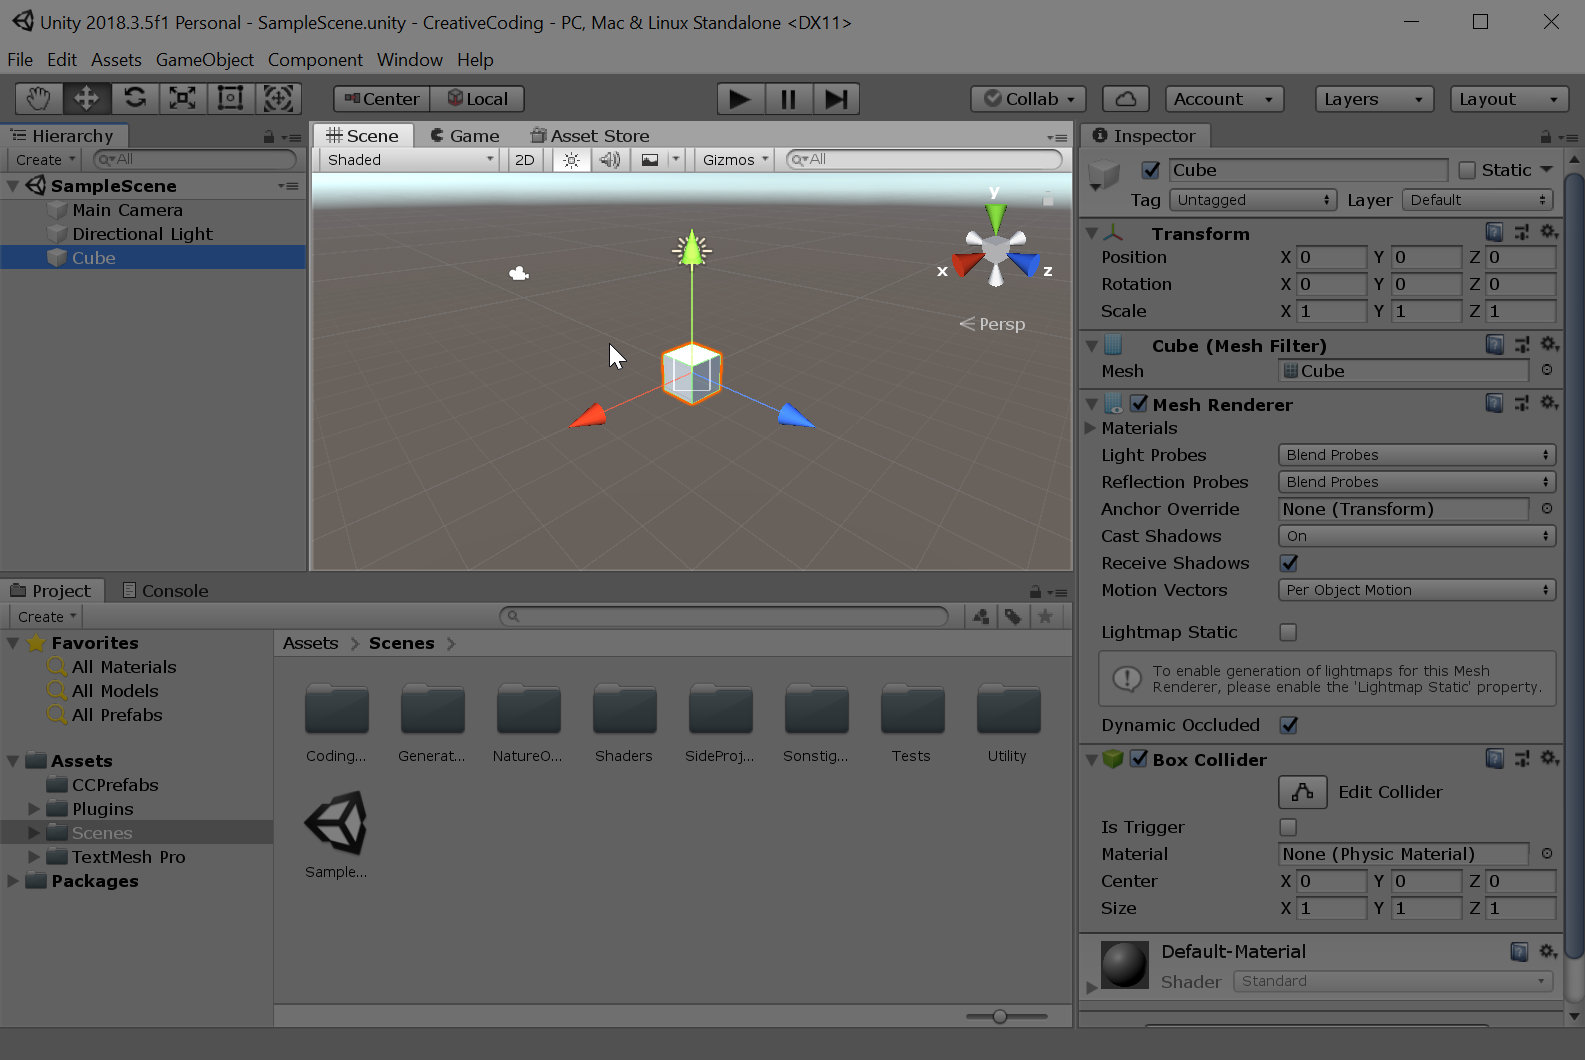 Unity 2018.3.5f1 Personal - SampleScene.unity - CreativeCoding - PC, Mac & Linux Standalone <DX11>
File Edit Assets GameObject Component Window Help
Center Local Collab Account Layers Layout
Hierarchy
Create All
SampleScene
Main Camera
Directional Light
Cube
Scene Game Asset Store
Shaded 2D Gizmos All
y
x z
Persp
Inspector
Cube Static
Tag Untagged Layer Default
Transform
Position X 0 Y 0 Z 0
Rotation X 0 Y 0 Z 0
Scale X 1 Y 1 Z 1
Cube (Mesh Filter)
Mesh Cube
Mesh Renderer
Materials
Light Probes Blend Probes
Reflection Probes Blend Probes
Anchor Override None (Transform)
Cast Shadows On
Receive Shadows
Motion Vectors Per Object Motion
Lightmap Static
To enable generation of lightmaps for this Mesh
Renderer, please enable the 'Lightmap Static' property.
Dynamic Occluded
Box Collider
Edit Collider
Is Trigger
Material None (Physic Material)
Center X 0 Y 0 Z 0
Size X 1 Y 1 Z 1
Default-Material
Shader Standard
Project Console
Create
Favorites
All Materials
All Models
All Prefabs
Assets
CCPrefabs
Plugins
Scenes
TextMesh Pro
Packages
Assets Scenes
Coding... Generat... NatureO... Shaders SideProj... Sonstig... Tests Utility
Sample...